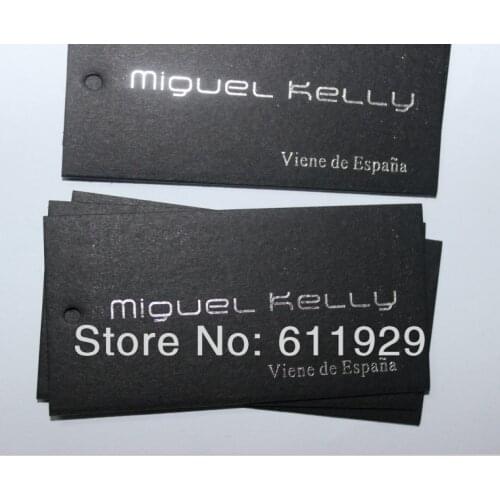 miguel kelly
Viene de España
miguel kelly
Store No: 611929
Viene de España